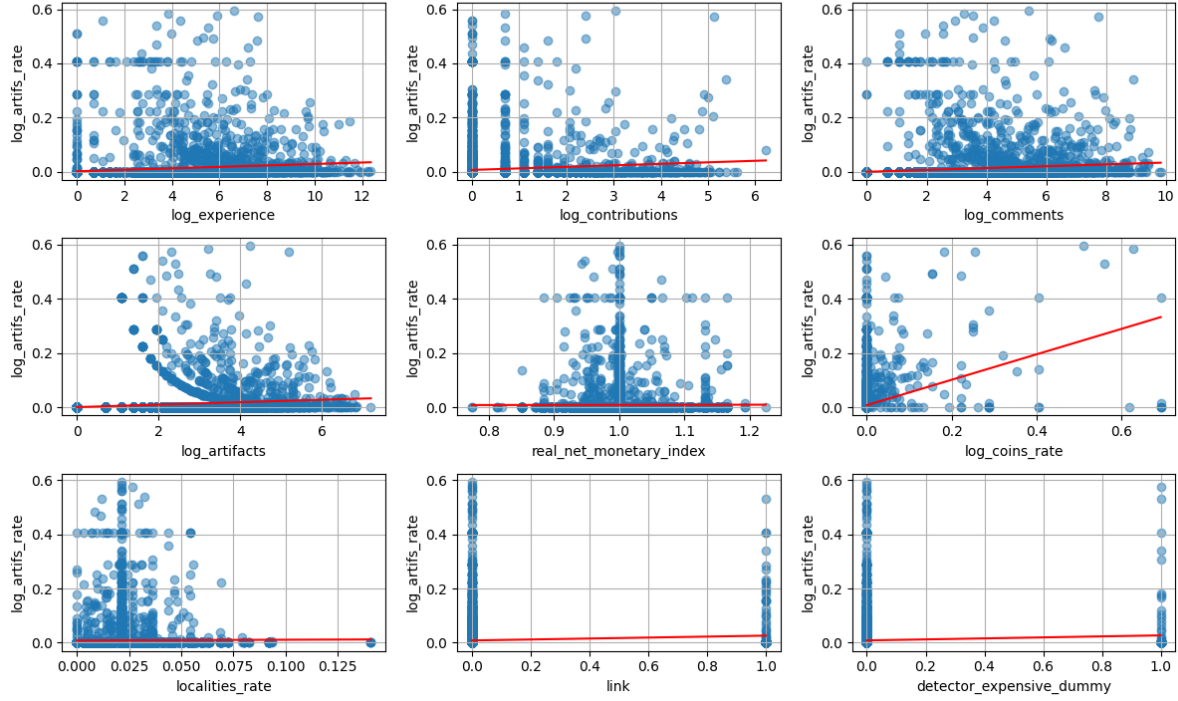 0.6
0.4
0.2
0.0
log_artifs_rate
0 2 4 6 8 10 12
log_experience
0.6
0.4
0.2
0.0
log_artifs_rate
0 1 2 3 4 5 6
log_contributions
0.6
0.4
0.2
0.0
log_artifs_rate
0 2 4 6 8 10
log_comments
0.6
0.4
0.2
0.0
log_artifs_rate
0 2 4 6
log_artifacts
0.6
0.4
0.2
0.0
log_artifs_rate
0.8 0.9 1.0 1.1 1.2
real_net_monetary_index
0.6
0.4
0.2
0.0
log_artifs_rate
0.0 0.2 0.4 0.6
log_coins_rate
0.6
0.4
0.2
0.0
log_artifs_rate
0.000 0.025 0.050 0.075 0.100 0.125
localities_rate
0.6
0.4
0.2
0.0
log_artifs_rate
0.0 0.2 0.4 0.6 0.8 1.0
link
0.6
0.4
0.2
0.0
log_artifs_rate
0.0 0.2 0.4 0.6 0.8 1.0
detector_expensive_dummy